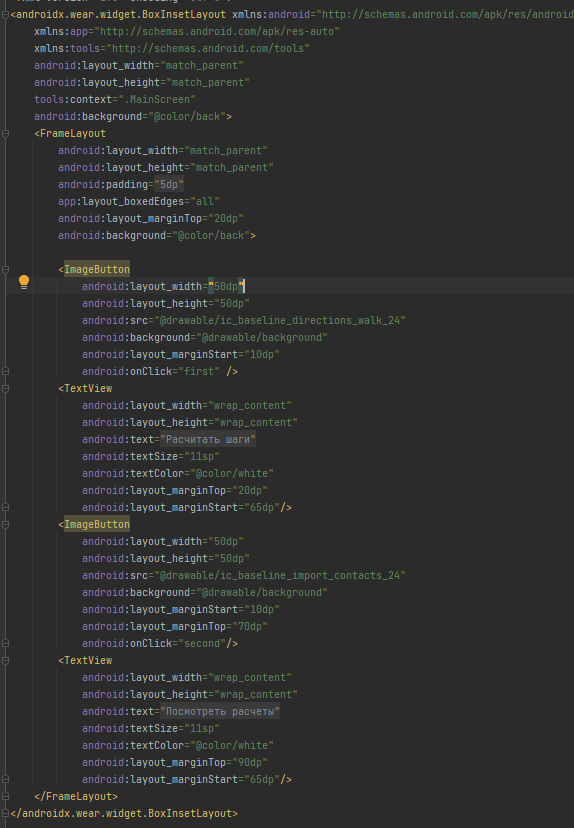 <androidx.wear.widget.BoxInsetLayout xmlns:android="http://schemas.android.com/apk/res/android
xmlns:app="http://schemas.android.com/apk/res-auto"
xmlns:tools="http://schemas.android.com/tools"
android:layout_width="match_parent"
android:layout_height="match_parent"
tools:context=".MainScreen"
android:background="@color/back">
<FrameLayout
android:layout_width="match_parent"
android:layout_height="match_parent"
android:padding="5dp"
app:layout_boxedEdges="all"
android:layout_marginTop="20dp"
android:background="@color/back">
<ImageButton
android:layout_width="50dp"
android:layout_height="50dp"
android:src="@drawable/ic_baseline_directions_walk_24"
android:background="@drawable/background"
android:layout_marginStart="10dp"
android:onClick="first" />
<TextView
android:layout_width="wrap_content"
android:layout_height="wrap_content"
android:text="Расчитать шаги"
android:textSize="11sp"
android:textColor="@color/white"
android:layout_marginTop="20dp"
android:layout_marginStart="65dp"/>
<ImageButton
android:layout_width="50dp"
android:layout_height="50dp"
android:src="@drawable/ic_baseline_import_contacts_24"
android:background="@drawable/background"
android:layout_marginStart="10dp"
android:layout_marginTop="70dp"
android:onClick="second"/>
<TextView
android:layout_width="wrap_content"
android:layout_height="wrap_content"
android:text="Посмотреть расчеты"
android:textSize="11sp"
android:textColor="@color/white"
android:layout_marginTop="90dp"
android:layout_marginStart="65dp"/>
</FrameLayout>
</androidx.wear.widget.BoxInsetLayout>